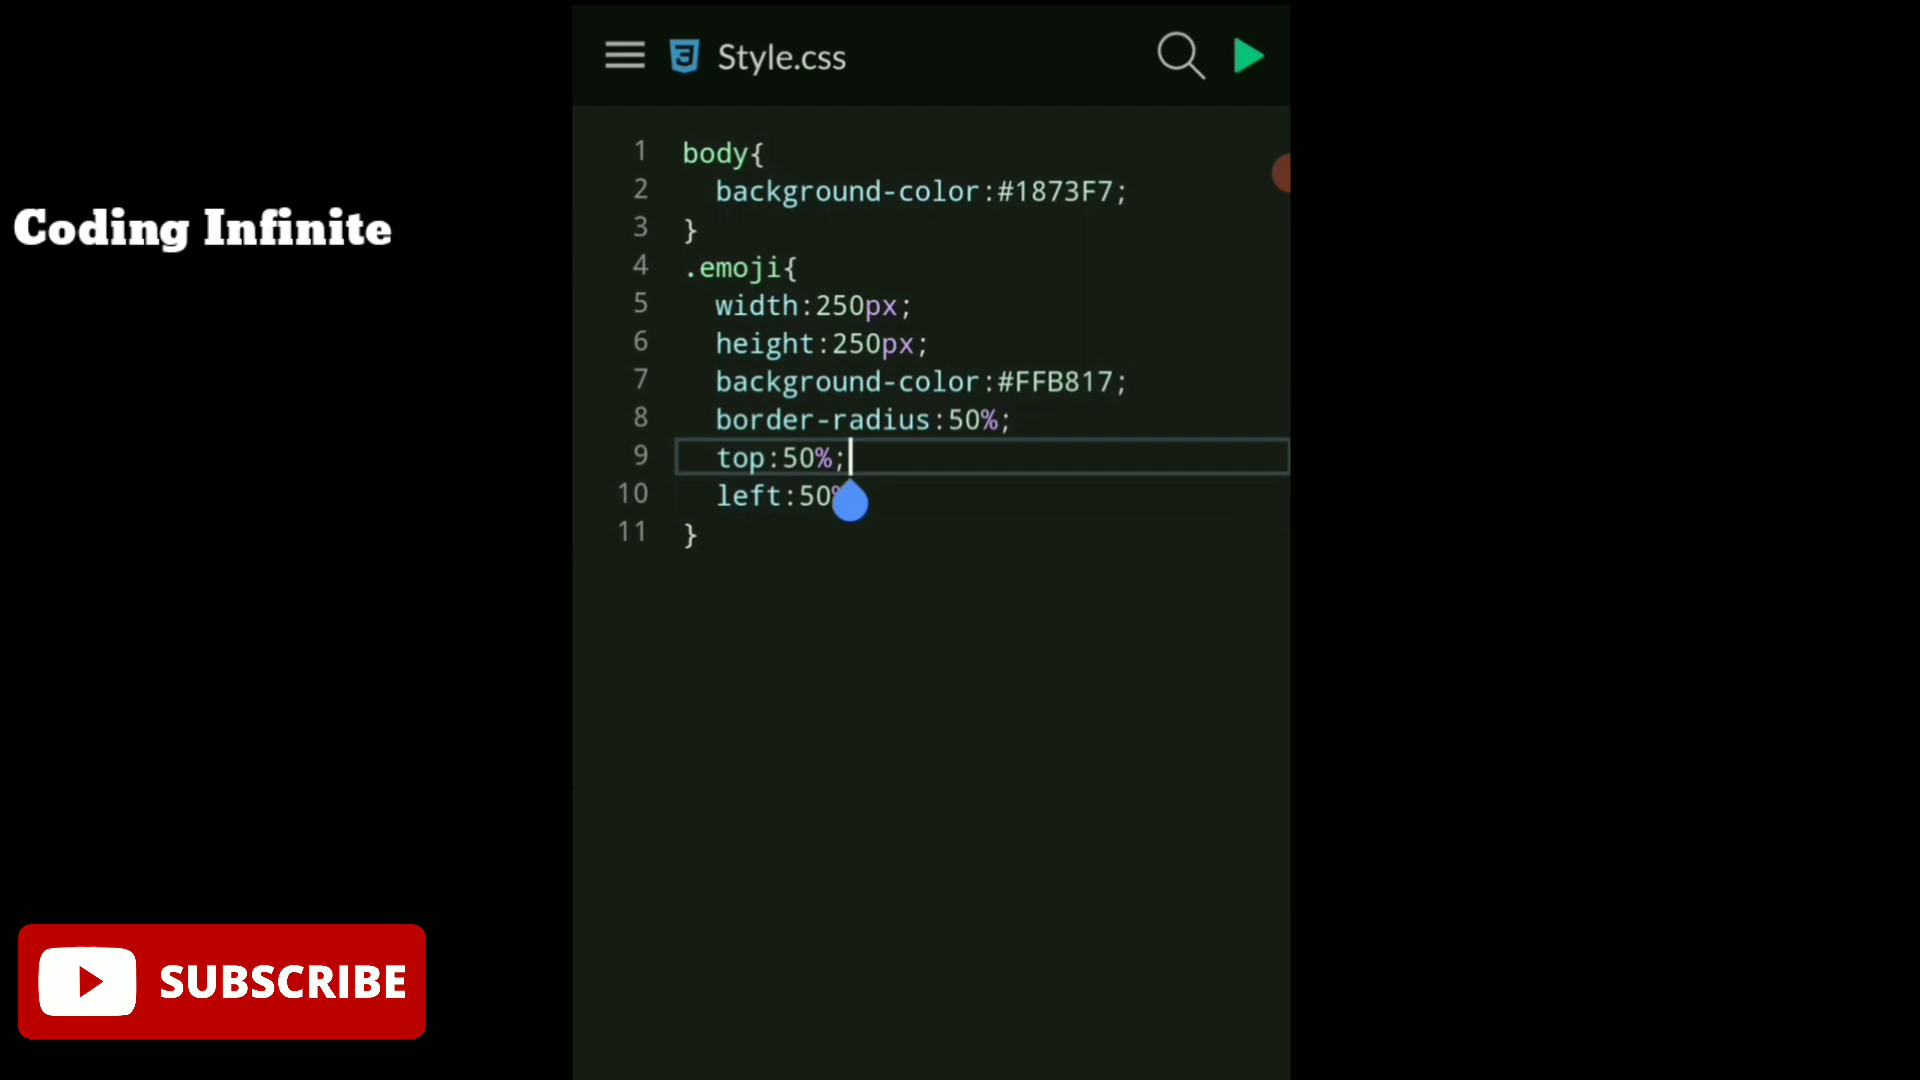 Style.css
Coding Infinite
1 body{
2 background-color:#1873F7;
3 }
4 .emoji{
5 width:250px;
6 height:250px;
7 background-color:#FFB817;
8 border-radius:50%;
9 top:50%;
10 left:50
11 }
SUBSCRIBE